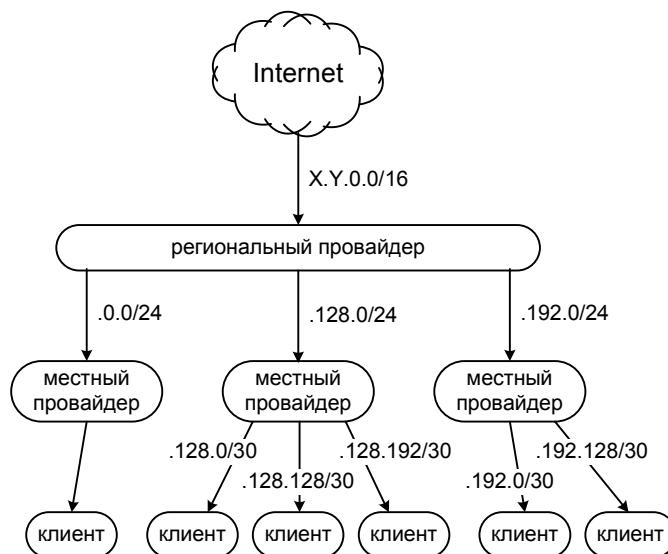 Internet
X.Y.0.0/16
региональный провайдер
.0.0/24
.128.0/24
.192.0/24
местный
провайдер
местный
провайдер
местный
провайдер
.128.0/30
.128.128/30
.128.192/30
.192.0/30
.192.128/30
клиент
клиент
клиент
клиент
клиент
клиент